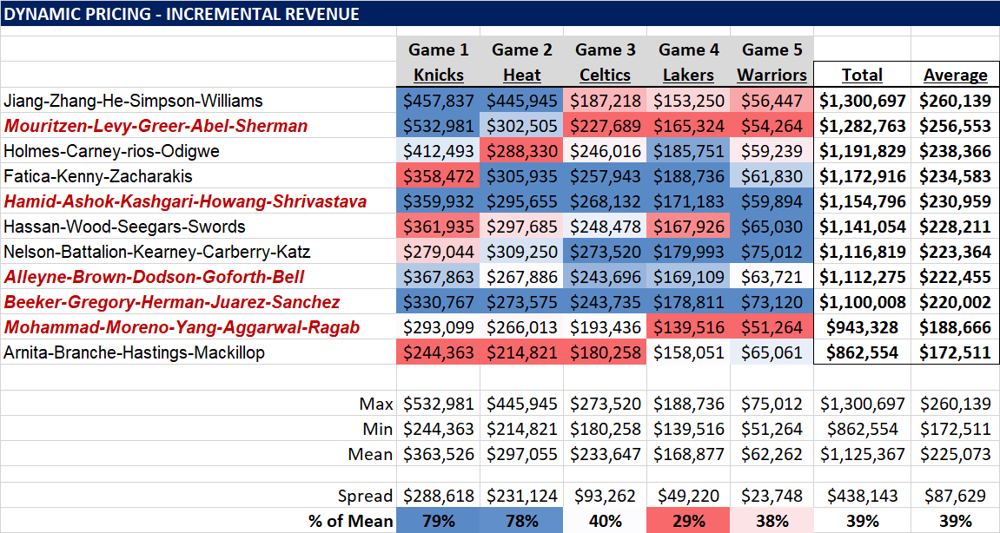 DYNAMIC PRICING - INCREMENTAL REVENUE
Game 1 Game 2 Game 3 Game 4 Game 5
Knicks Heat Celtics Lakers Warriors Total Average
Jiang-Zhang-He-Simpson-Williams $457,837 $445,945 $187,218 $153,250 $56,447 $1,300,697 $260,139
Mouritzen-Levy-Greer-Abel-Sherman $532,981 $302,505 $227,689 $165,324 $54,264 $1,282,763 $256,553
Holmes-Carney-rios-Odigwe $412,493 $288,330 $246,016 $185,751 $59,239 $1,191,829 $238,366
Fatica-Kenny-Zacharakis $358,472 $305,935 $257,943 $188,736 $61,830 $1,172,916 $234,583
Hamid-Ashok-Kashgari-Howang-Shrivastava $359,932 $295,655 $268,132 $171,183 $59,894 $1,154,796 $230,959
Hassan-Wood-Seegars-Swords $361,935 $297,685 $248,478 $167,926 $65,030 $1,141,054 $228,211
Nelson-Battalion-Kearney-Carberry-Katz $279,044 $309,250 $273,520 $179,993 $75,012 $1,116,819 $223,364
Alleyne-Brown-Dodson-Goforth-Bell $367,863 $267,886 $243,696 $169,109 $63,721 $1,112,275 $222,455
Beeker-Gregory-Herman-Juarez-Sanchez $330,767 $273,575 $243,735 $178,811 $73,120 $1,100,008 $220,002
Mohammad-Moreno-Yang-Aggarwal-Ragab $293,099 $266,013 $193,436 $139,516 $51,264 $943,328 $188,666
Arnita-Branche-Hastings-Mackillop $244,363 $214,821 $180,258 $158,051 $65,061 $862,554 $172,511
Max $532,981 $445,945 $273,520 $188,736 $75,012 $1,300,697 $260,139
Min $244,363 $214,821 $180,258 $139,516 $51,264 $862,554 $172,511
Mean $363,526 $297,055 $233,647 $168,877 $62,262 $1,125,367 $225,073
Spread $288,618 $231,124 $93,262 $49,220 $23,748 $438,143 $87,629
% of Mean 79% 78% 40% 29% 38% 39% 39%